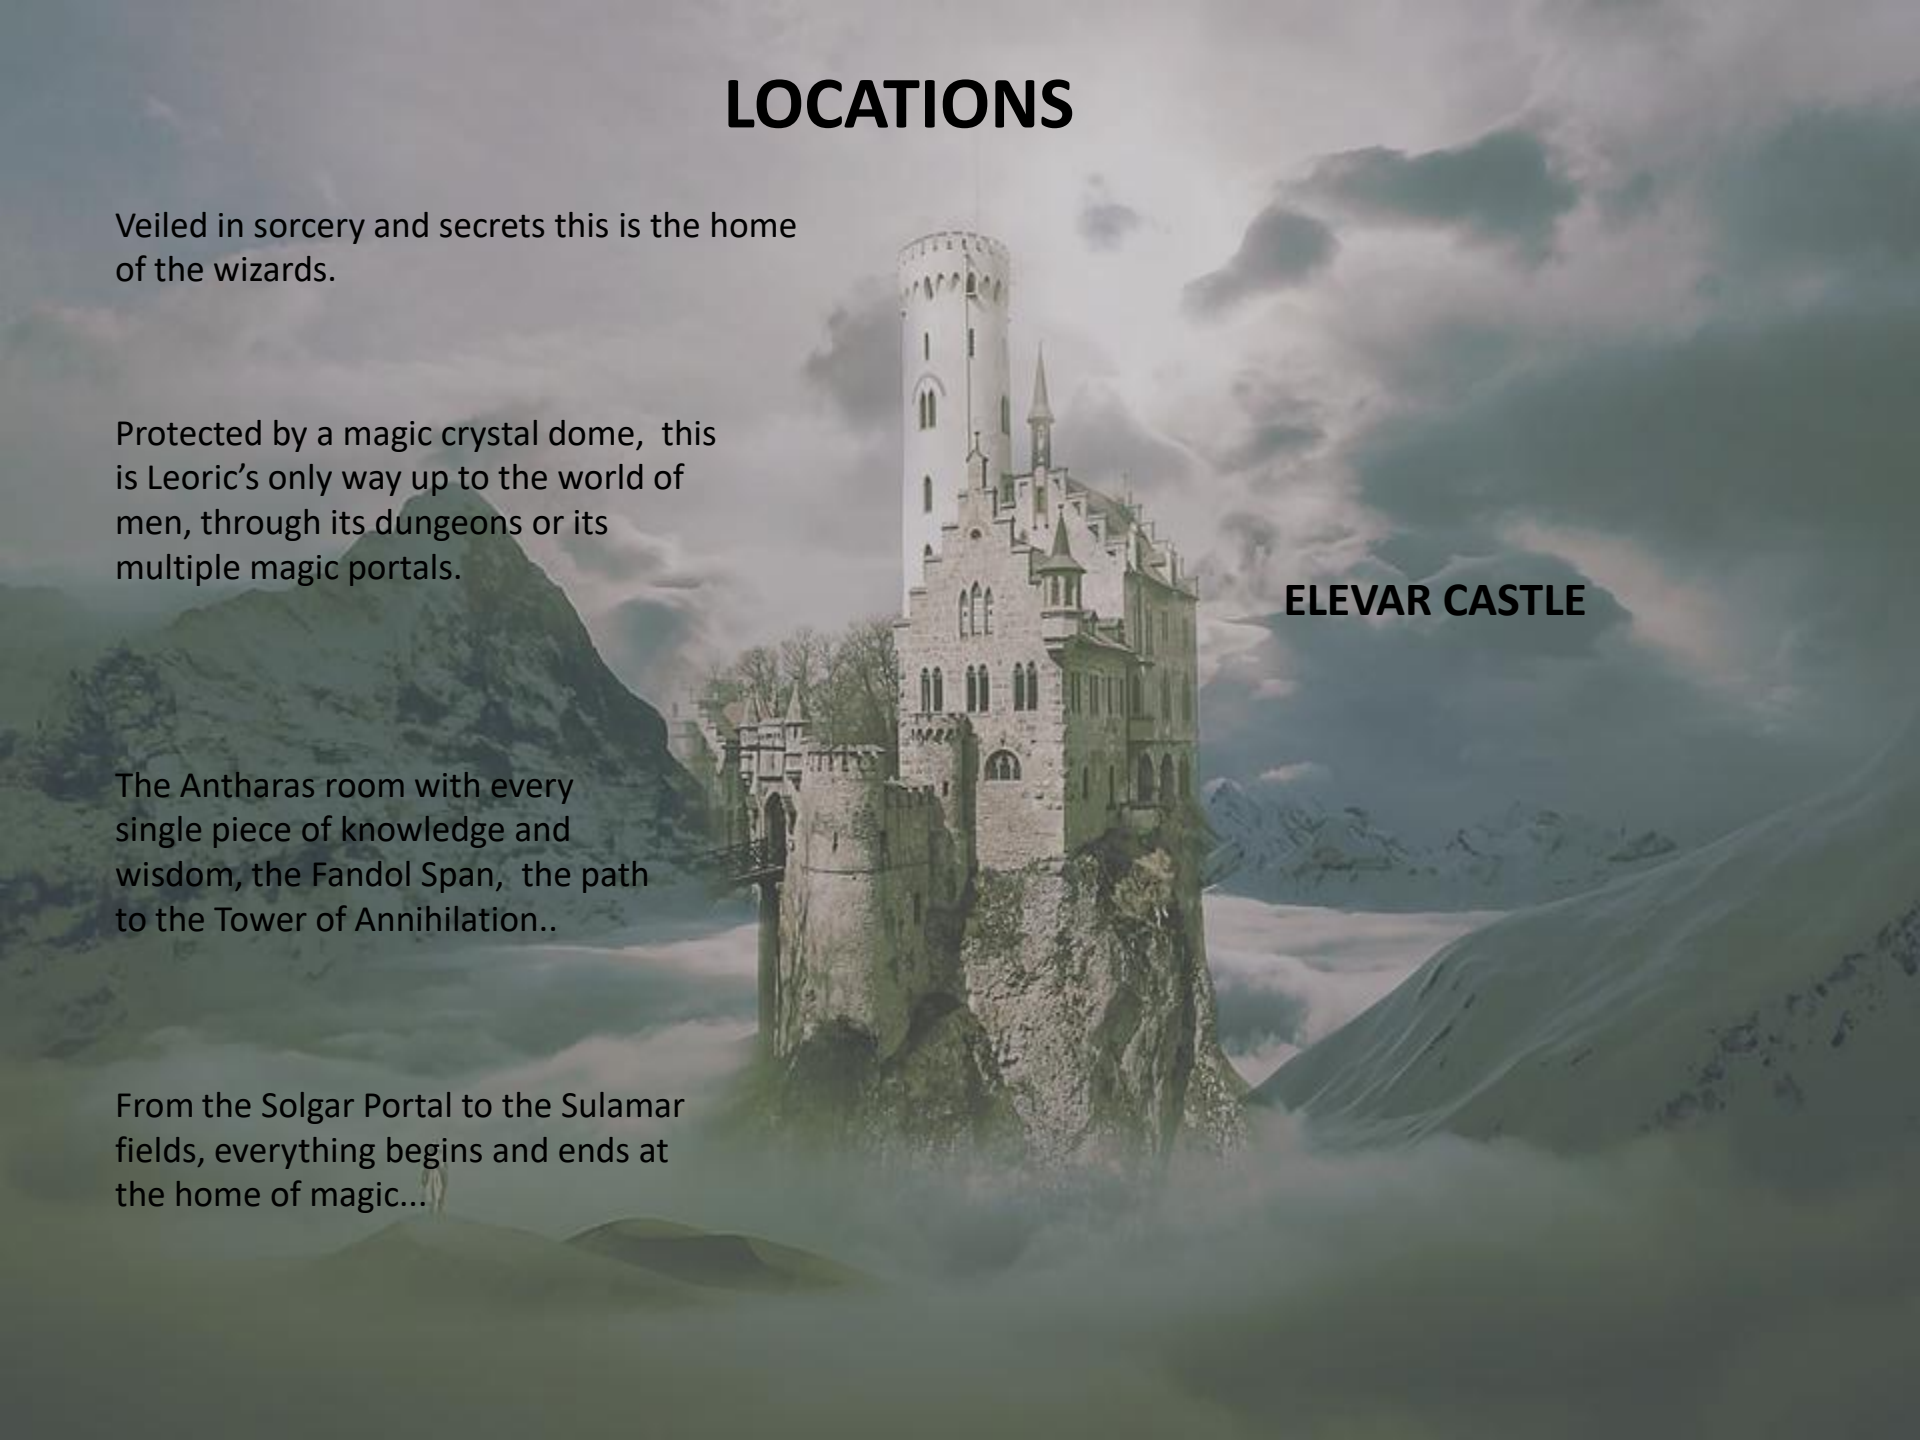 LOCATIONS
Veiled in sorcery and secrets this is the home
of the wizards.
Protected by a magic crystal dome,  this
is Leoric’s only way up to the world of
men, through its dungeons or its
multiple magic portals.
ELEVAR CASTLE
The Antharas room with every
single piece of knowledge and
wisdom, the Fandol Span,  the path
to the Tower of Annihilation..
From the Solgar Portal to the Sulamar
fields, everything begins and ends at
the home of magic...